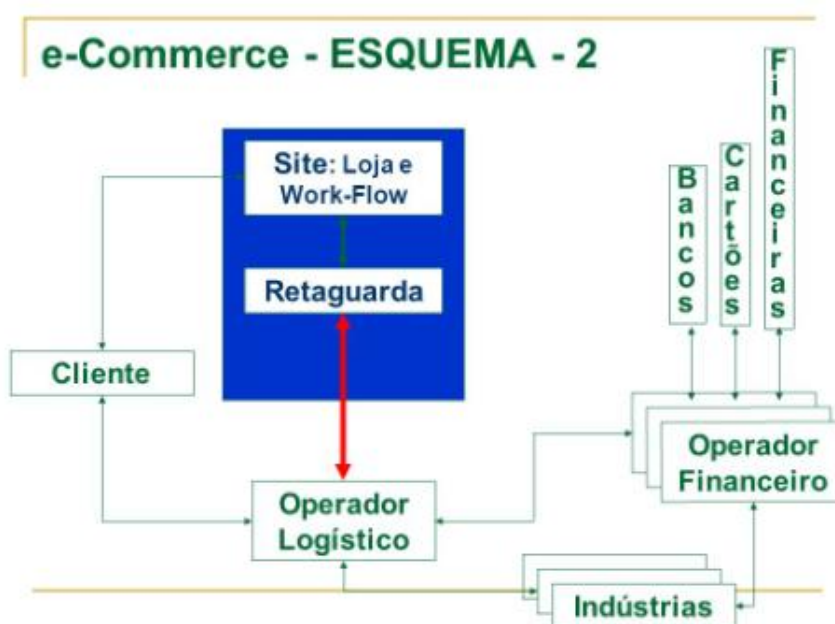 e-Commerce - ESQUEMA - 2
Site: Loja e
Work-Flow
Retaguarda
Cliente
Operador
Logístico
Bancos
Cartões
Financeiras
Operador
Financeiro
Indústrias